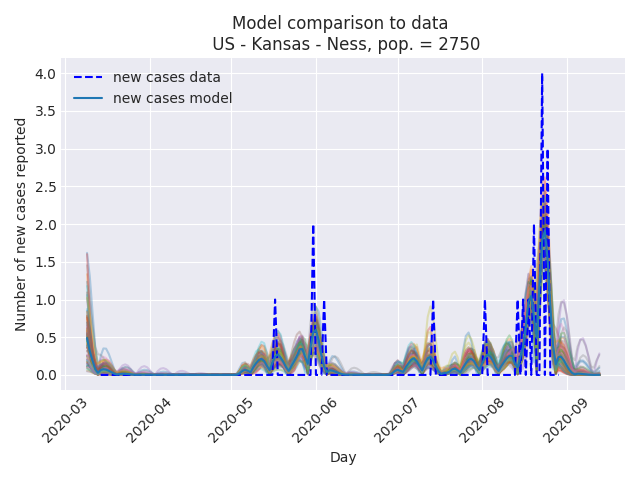 Model comparison to data
US - Kansas - Ness, pop. = 2750
new cases data
new cases model
Number of new cases reported
4.0
3.5
3.0
2.5
2.0
1.5
1.0
0.5
0.0
2020-03
2020-04
2020-05
2020-06
2020-07
2020-08
2020-09
Day